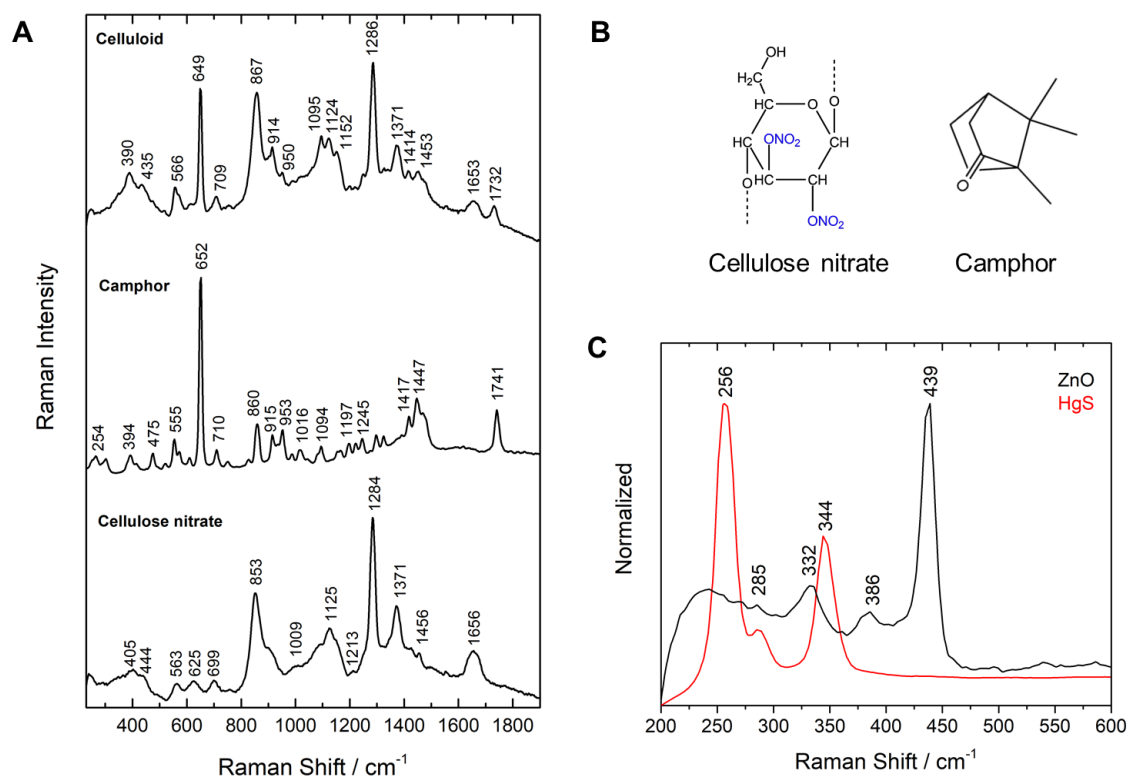 A
Celluloid
390
435
566
649
709
867
914
950
1095
1124
1152
1286
1371
1414
1453
1653
1732
Camphor
254
394
475
555
652
710
860
915
953
1016
1094
1197
1245
1417
1447
1741
Cellulose nitrate
405
444
563
625
699
853
1009
1125
1213
1284
1371
1456
1656
Raman Intensity
400 600 800 1000 1200 1400 1600 1800
Raman Shift / cm⁻¹
B
OH
H₂C
CH O O
HC ONO₂ CH
O HC CH
ONO₂
O
Cellulose nitrate Camphor
C
ZnO
HgS
256
285
332
344
386
439
Normalized
200 250 300 350 400 450 500 550 600
Raman Shift / cm⁻¹